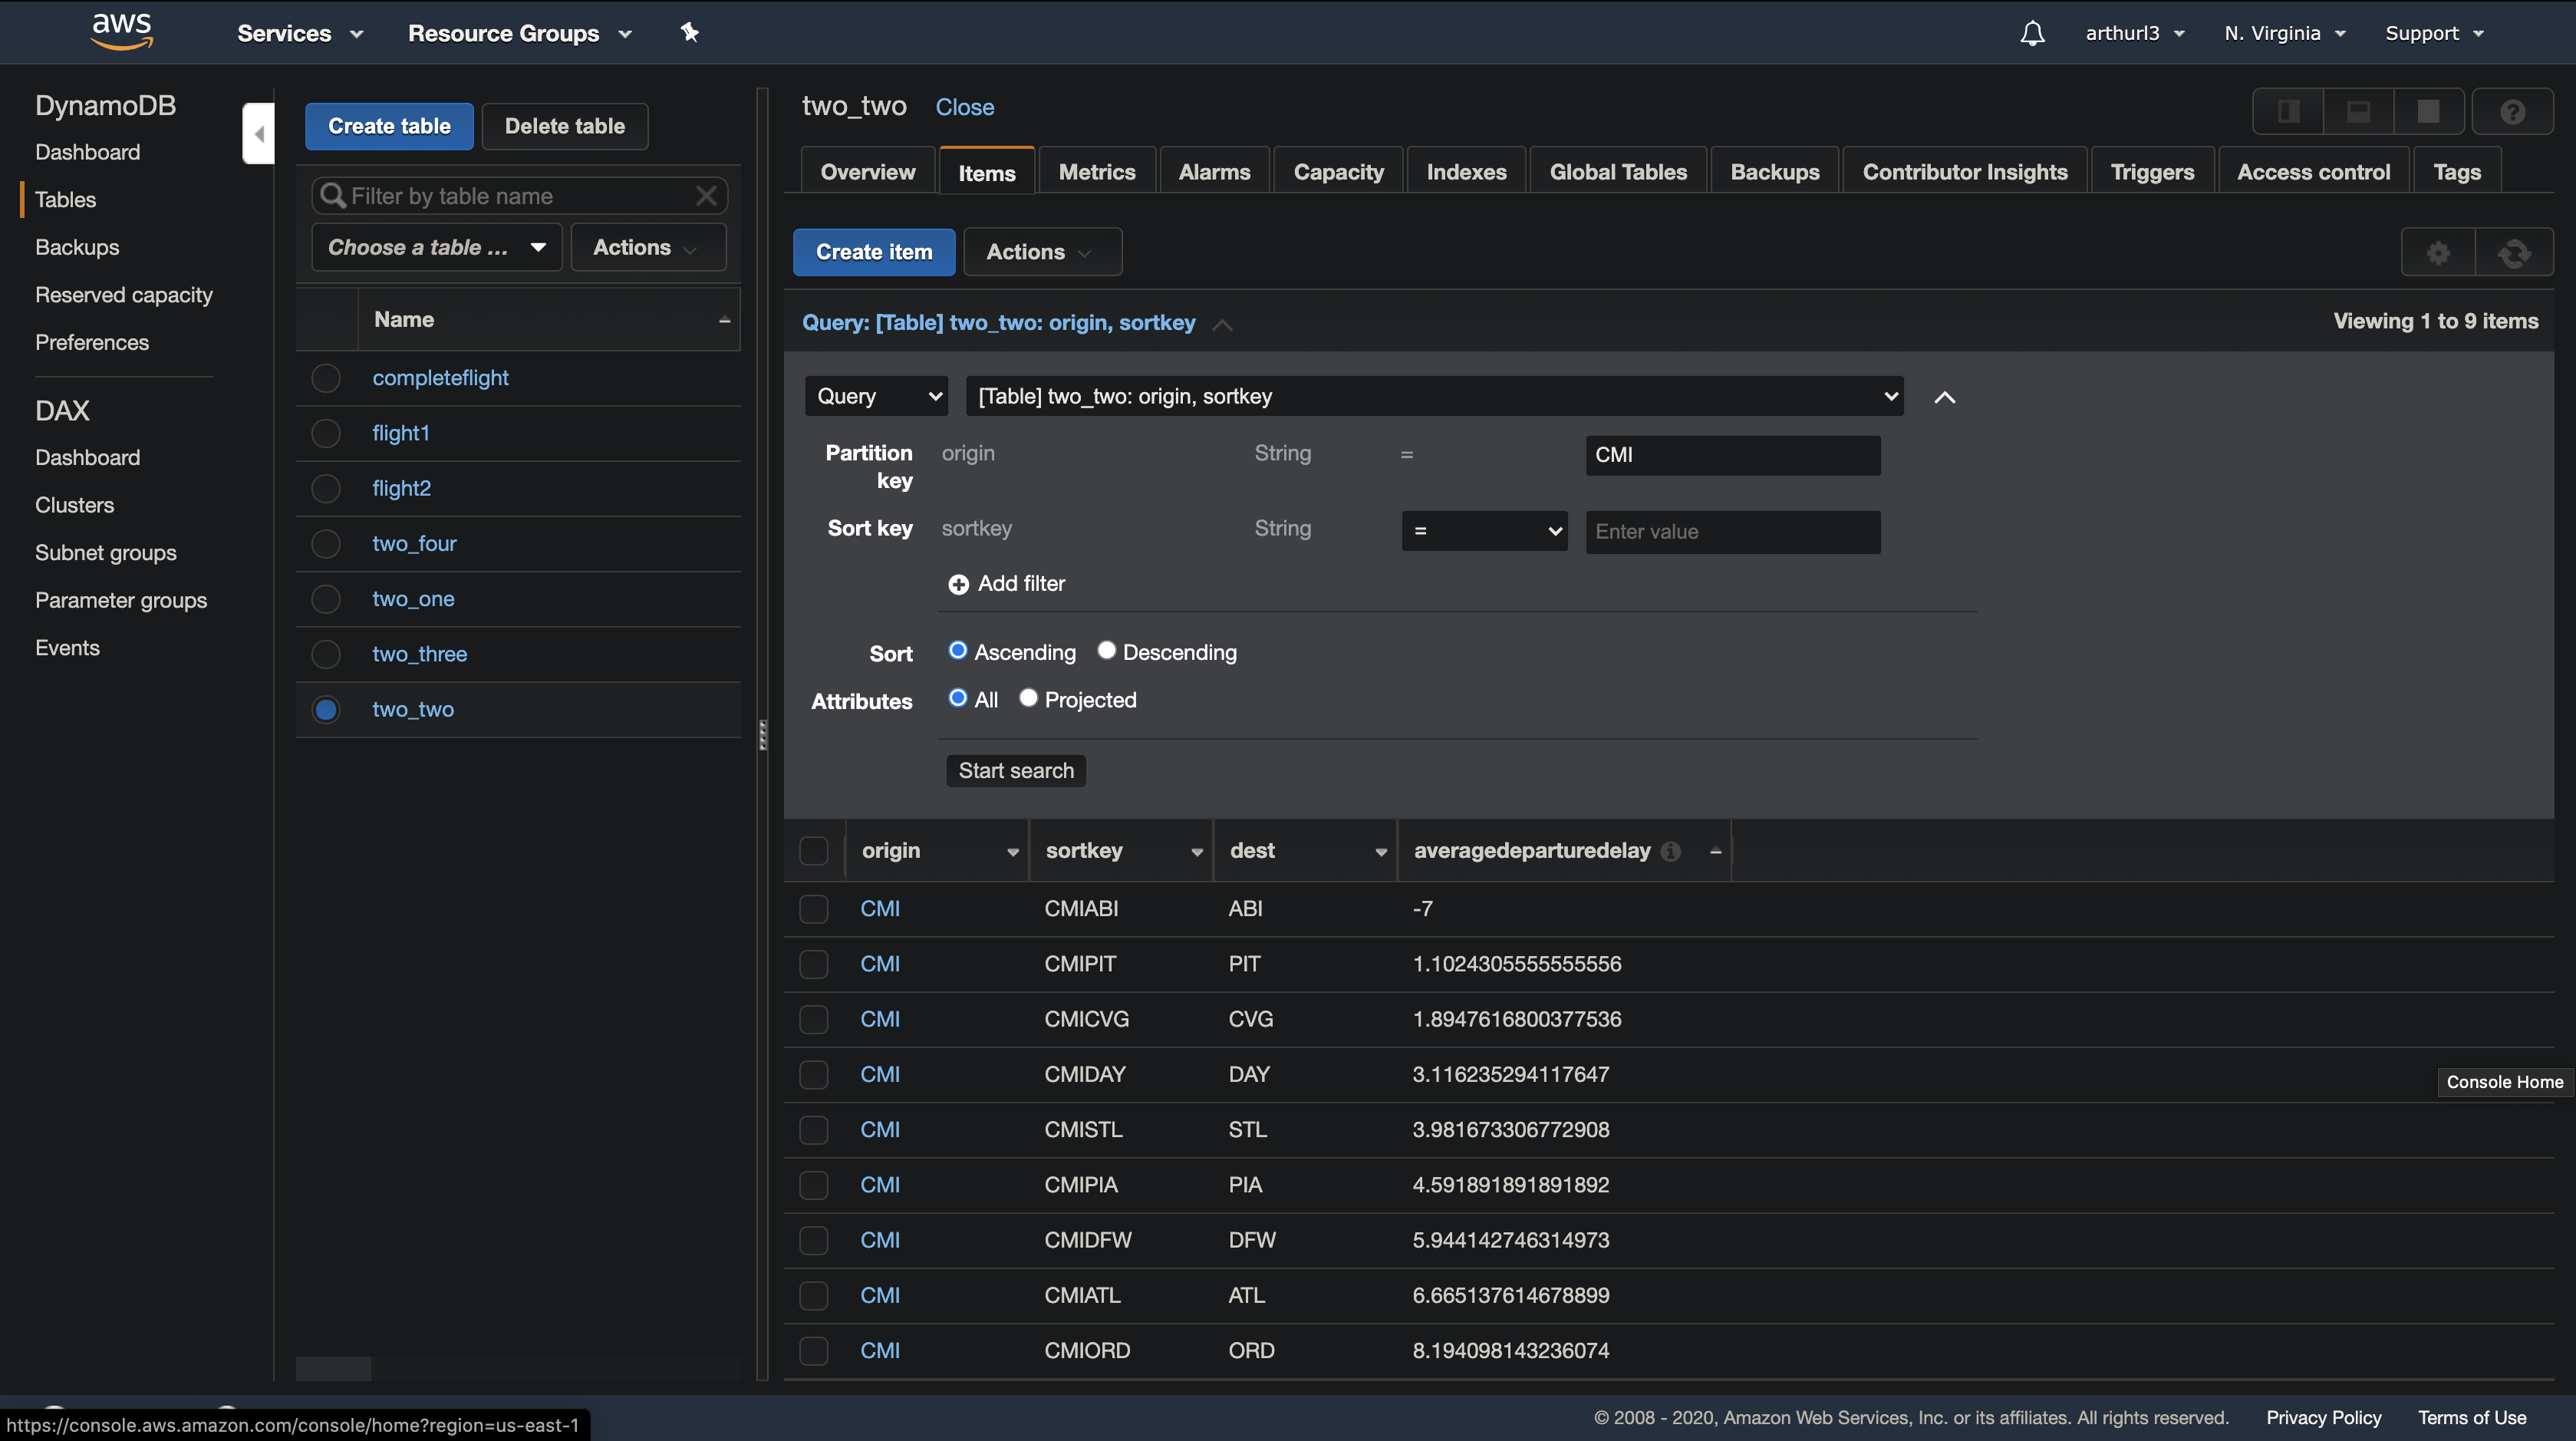 aws Services Resource Groups arthurl3 N. Virginia Support
DynamoDB
Dashboard
Tables
Backups
Reserved capacity
Preferences
DAX
Dashboard
Clusters
Subnet groups
Parameter groups
Events
Create table Delete table
Filter by table name
Choose a table ... Actions
Name
completeflight
flight1
flight2
two_four
two_one
two_three
two_two
two_two Close
Overview Items Metrics Alarms Capacity Indexes Global Tables Backups Contributor Insights Triggers Access control Tags
Create item Actions
Query: [Table] two_two: origin, sortkey Viewing 1 to 9 items
Query [Table] two_two: origin, sortkey
Partition key origin String = CMI
Sort key sortkey String = Enter value
Add filter
Sort Ascending Descending
Attributes All Projected
Start search
origin sortkey dest averagedeparturedelay
CMI CMIABI ABI -7
CMI CMIPIT PIT 1.1024305555555556
CMI CMICVG CVG 1.8947616800377536
CMI CMIDAY DAY 3.116235294117647
CMI CMISTL STL 3.981673306772908
CMI CMIPIA PIA 4.591891891891892
CMI CMIDFW DFW 5.944142746314973
CMI CMIATL ATL 6.665137614678899
CMI CMIORD ORD 8.194098143236074
Console Home
https://console.aws.amazon.com/console/home?region=us-east-1
© 2008 - 2020, Amazon Web Services, Inc. or its affiliates. All rights reserved. Privacy Policy Terms of Use